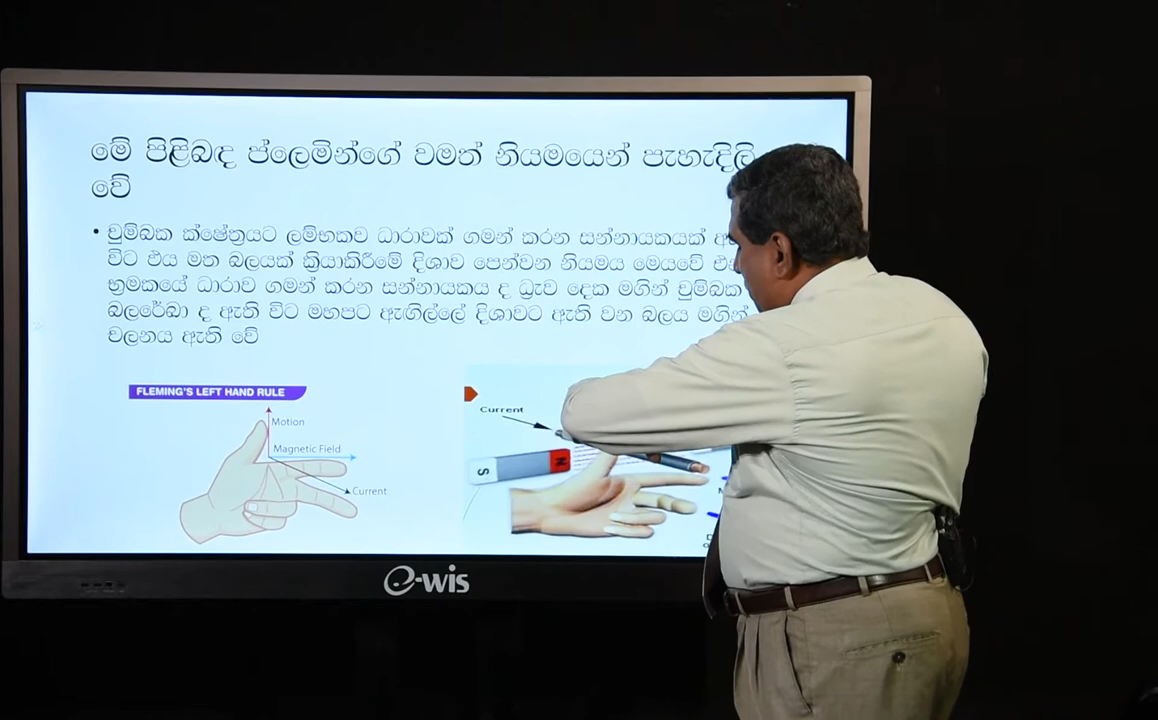 මේ පිළිබඳ ප්ලෙමින්ගේ වමත් නියමයෙන් පැහැදිලි
වේ
• චුම්බක ක්ෂේත්‍රයට ලම්භකව ධාරාවක් ගමන් කරන සන්නායකයක්
විට එය මත බලයක් ක්‍රියාකිරීමේ දිශාව පෙන්වන නියමය මෙයවේ
භ්‍රමකයේ ධාරාව ගමන් කරන සන්නායකය ද ධ්‍රැව දෙක මගින් චුම්බක
බලරේඛා ද ඇති විට මහපට ඇඟිල්ලේ දිශාවට ඇති වන බලය මගින්
චලනය ඇති වේ
FLEMING'S LEFT HAND RULE
Motion
Magnetic Field
Current
Current
S
N
e-wis